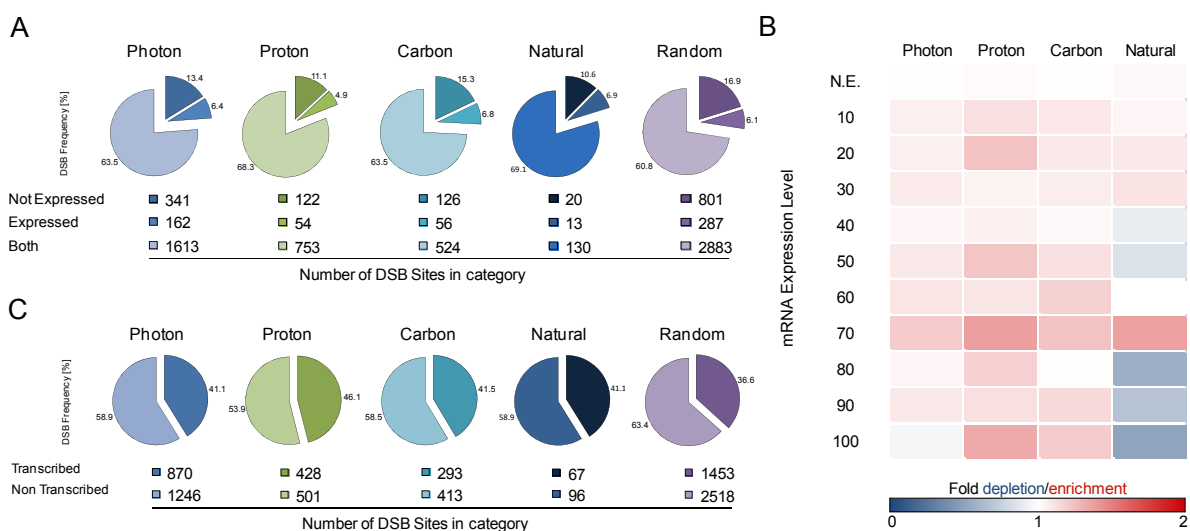 A
Photon Proton Carbon Natural Random
DSB Frequency [%]
13.4 6.4 63.5
11.1 4.9 68.3
15.3 6.8 63.5
10.6 6.9 69.1
16.9 6.1 60.8
Not Expressed 341 122 126 20 801
Expressed 162 54 56 13 287
Both 1613 753 524 130 2883
Number of DSB Sites in category
C
Photon Proton Carbon Natural Random
DSB Frequency [%]
41.1 58.9
46.1 53.9
41.5 58.5
41.1 58.9
36.6 63.4
Transcribed 870 428 293 67 1453
Non Transcribed 1246 501 413 96 2518
Number of DSB Sites in category
B
Photon Proton Carbon Natural
mRNA Expression Level
N.E.
10
20
30
40
50
60
70
80
90
100
Fold depletion/enrichment
0 1 2